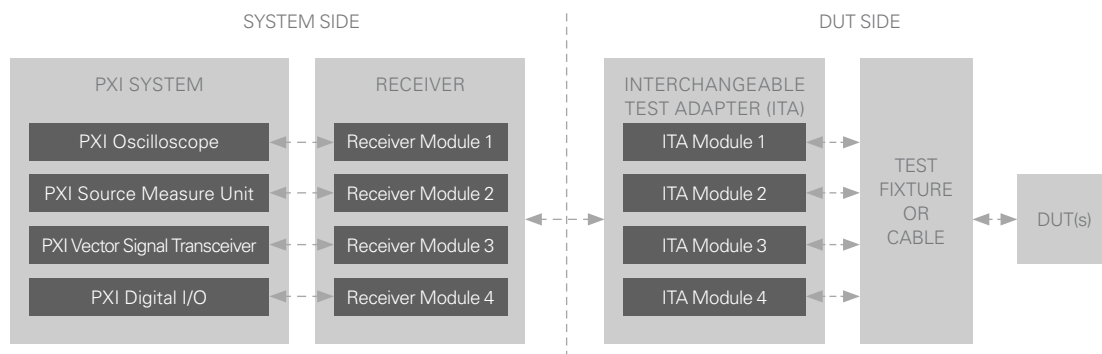 SYSTEM SIDE
DUT SIDE
PXI SYSTEM
PXI Oscilloscope
PXI Source Measure Unit
PXI Vector Signal Transceiver
PXI Digital I/O
RECEIVER
Receiver Module 1
Receiver Module 2
Receiver Module 3
Receiver Module 4
INTERCHANGEABLE
TEST ADAPTER (ITA)
ITA Module 1
ITA Module 2
ITA Module 3
ITA Module 4
TEST
FIXTURE
OR
CABLE
DUT(s)